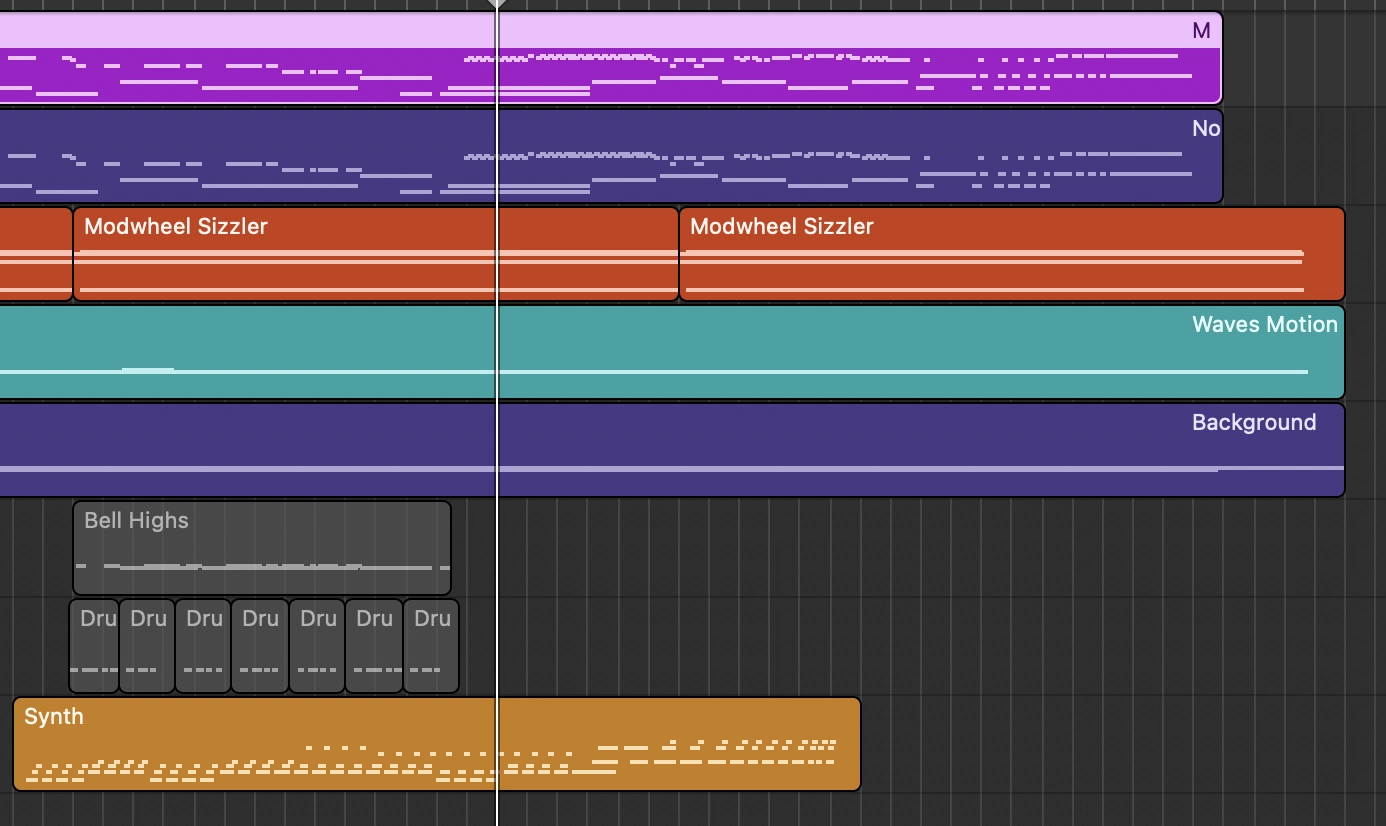 M
No
Modwheel Sizzler
Modwheel Sizzler
Waves Motion
Background
Bell Highs
Dru Dru Dru Dru Dru Dru Dru
Synth